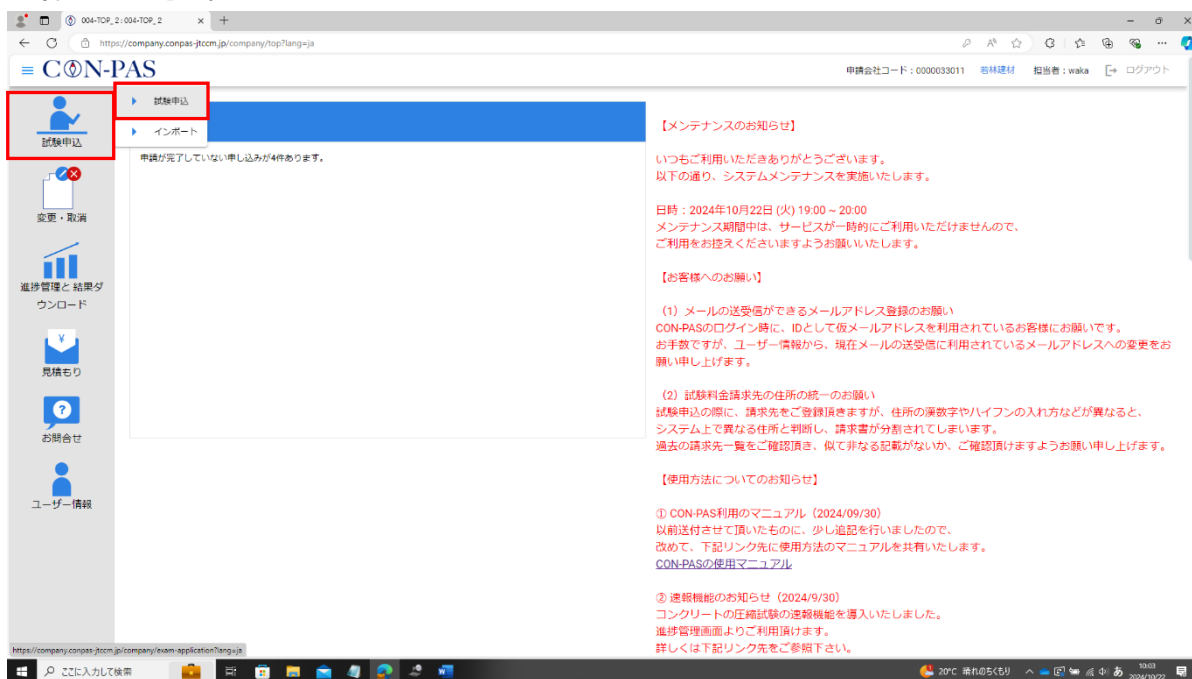 004-TOP_2 : 004-TOP_2
https://company.conpas-jtccm.jp/company/top?lang=ja
CON-PAS
申請会社コード : 0000033011 若林建材 担当者 : waka ログアウト
試験申込
試験申込
インポート
申請が完了していない申し込みが4件あります。
変更・取消
進捗管理と 結果ダ
ウンロード
見積もり
お問合せ
ユーザー情報
【メンテナンスのお知らせ】
いつもご利用いただきありがとうございます。
以下の通り、システムメンテナンスを実施いたします。
日時：2024年10月22日 (火) 19:00 ~ 20:00
メンテナンス期間中は、サービスが一時的にご利用いただけませんので、
ご利用をお控えくださいますようお願いいたします。
【お客様へのお願い】
（1）メールの送受信ができるメールアドレス登録のお願い
CON-PASのログイン時に、IDとして仮メールアドレスを利用されているお客様にお願いです。
お手数ですが、ユーザー情報から、現在メールの送受信に利用されているメールアドレスへの変更をお
願い申し上げます。
（2）試験料金請求先の住所の統一のお願い
試験申込の際に、請求先をご登録頂きますが、住所の漢数字やハイフンの入れ方などが異なると、
システム上で異なる住所と判断し、請求書が分割されてしまいます。
過去の請求先一覧をご確認頂き、似て非なる記載がないか、ご確認頂けますようお願い申し上げます。
【使用方法についてのお知らせ】
① CON-PAS利用のマニュアル（2024/09/30）
以前送付させて頂いたものに、少し追記を行いましたので、
改めて、下記リンク先に使用方法のマニュアルを共有いたします。
CON-PASの使用マニュアル
② 速報機能のお知らせ（2024/9/30）
コンクリートの圧縮試験の速報機能を導入いたしました。
進捗管理画面よりご利用頂けます。
詳しくは下記リンク先をご参照下さい。
https://company.conpas-jtccm.jp/company/exam-application?lang=ja
ここに入力して検索
20°C 晴れのちくもり
あ
10:03
2024/10/22